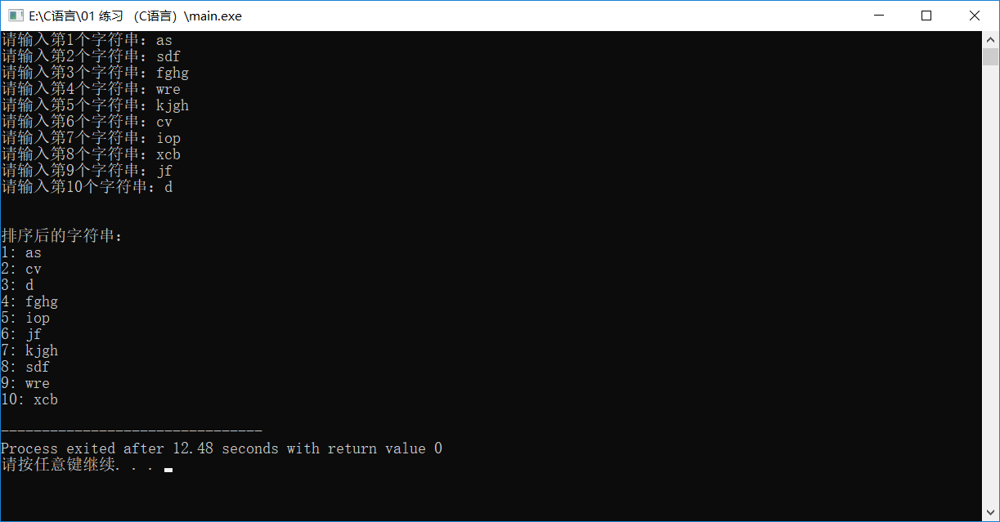 E:\C语言\01 练习 （C语言）\main.exe
请输入第1个字符串：as
请输入第2个字符串：sdf
请输入第3个字符串：fghg
请输入第4个字符串：wre
请输入第5个字符串：kjgh
请输入第6个字符串：cv
请输入第7个字符串：iop
请输入第8个字符串：xcb
请输入第9个字符串：jf
请输入第10个字符串：d
排序后的字符串：
1: as
2: cv
3: d
4: fghg
5: iop
6: jf
7: kjgh
8: sdf
9: wre
10: xcb
--------------------------------
Process exited after 12.48 seconds with return value 0
请按任意键继续. . .